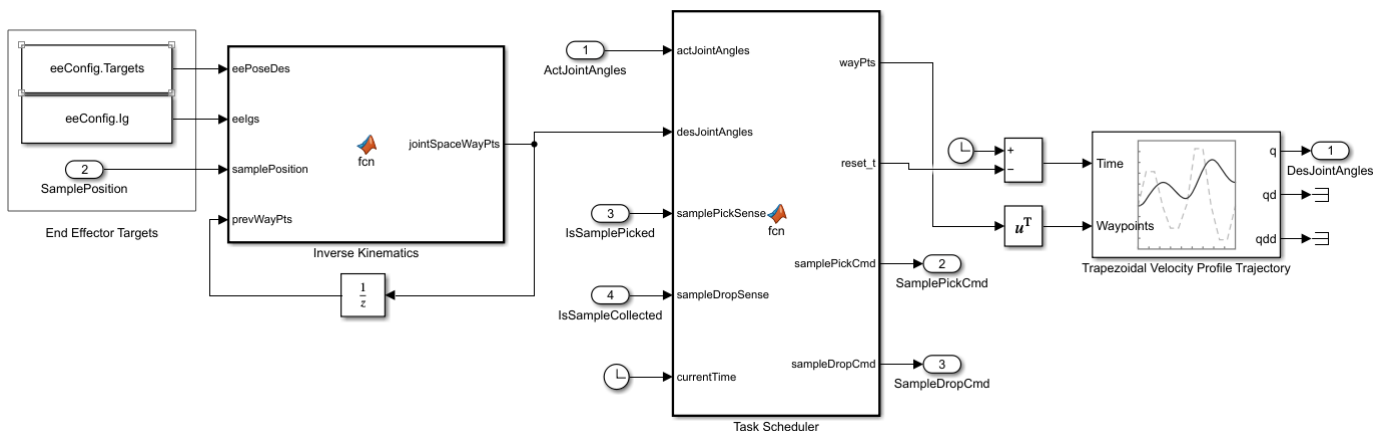 eeConfig.Targets
eeConfig.Ig
2
SamplePosition
End Effector Targets
eePoseDes
eeIgs
samplePosition
prevWayPts
fcn
jointSpaceWayPts
Inverse Kinematics
1
z
1
ActJointAngles
3
IsSamplePicked
4
IsSampleCollected
actJointAngles
desJointAngles
samplePickSense
sampleDropSense
currentTime
fcn
wayPts
reset_t
samplePickCmd
sampleDropCmd
Task Scheduler
2
SamplePickCmd
3
SampleDropCmd
+
−
uT
Time
Waypoints
q
qd
qdd
Trapezoidal Velocity Profile Trajectory
1
DesJointAngles